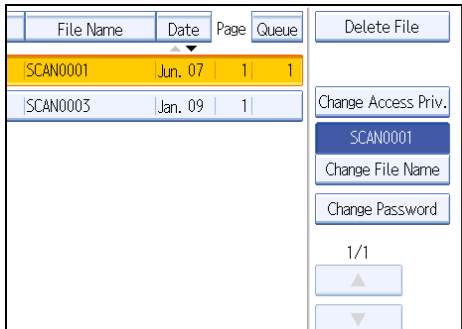 File Name Date Page Queue
SCAN0001 Jun. 07 1 1
SCAN0003 Jan. 09 1
Delete File
Change Access Priv.
SCAN0001
Change File Name
Change Password
1/1